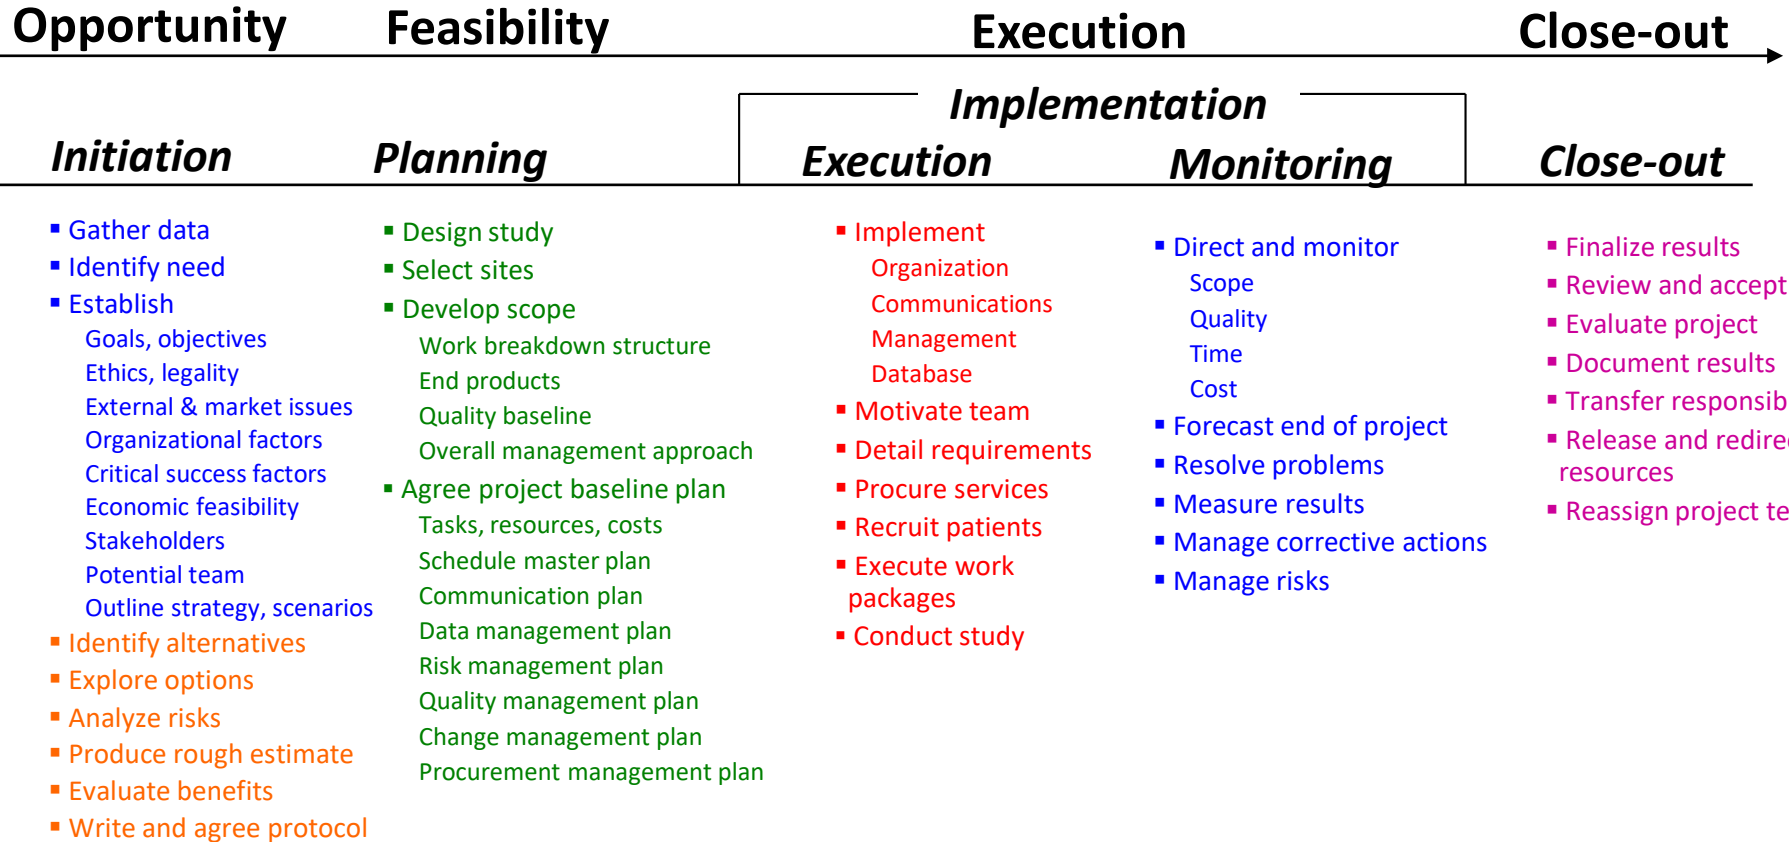 Opportunity Feasibility Execution Close-out
Implementation
Initiation Planning Execution Monitoring Close-out
▪ Gather data
▪ Identify need
▪ Establish
Goals, objectives
Ethics, legality
External & market issues
Organizational factors
Critical success factors
Economic feasibility
Stakeholders
Potential team
Outline strategy, scenarios
▪ Identify alternatives
▪ Explore options
▪ Analyze risks
▪ Produce rough estimate
▪ Evaluate benefits
▪ Write and agree protocol
▪ Design study
▪ Select sites
▪ Develop scope
Work breakdown structure
End products
Quality baseline
Overall management approach
▪ Agree project baseline plan
Tasks, resources, costs
Schedule master plan
Communication plan
Data management plan
Risk management plan
Quality management plan
Change management plan
Procurement management plan
▪ Implement
Organization
Communications
Management
Database
▪ Motivate team
▪ Detail requirements
▪ Procure services
▪ Recruit patients
▪ Execute work
packages
▪ Conduct study
▪ Direct and monitor
Scope
Quality
Time
Cost
▪ Forecast end of project
▪ Resolve problems
▪ Measure results
▪ Manage corrective actions
▪ Manage risks
▪ Finalize results
▪ Review and accept
▪ Evaluate project
▪ Document results
▪ Transfer
▪ Release and
resources
▪ Reassign project